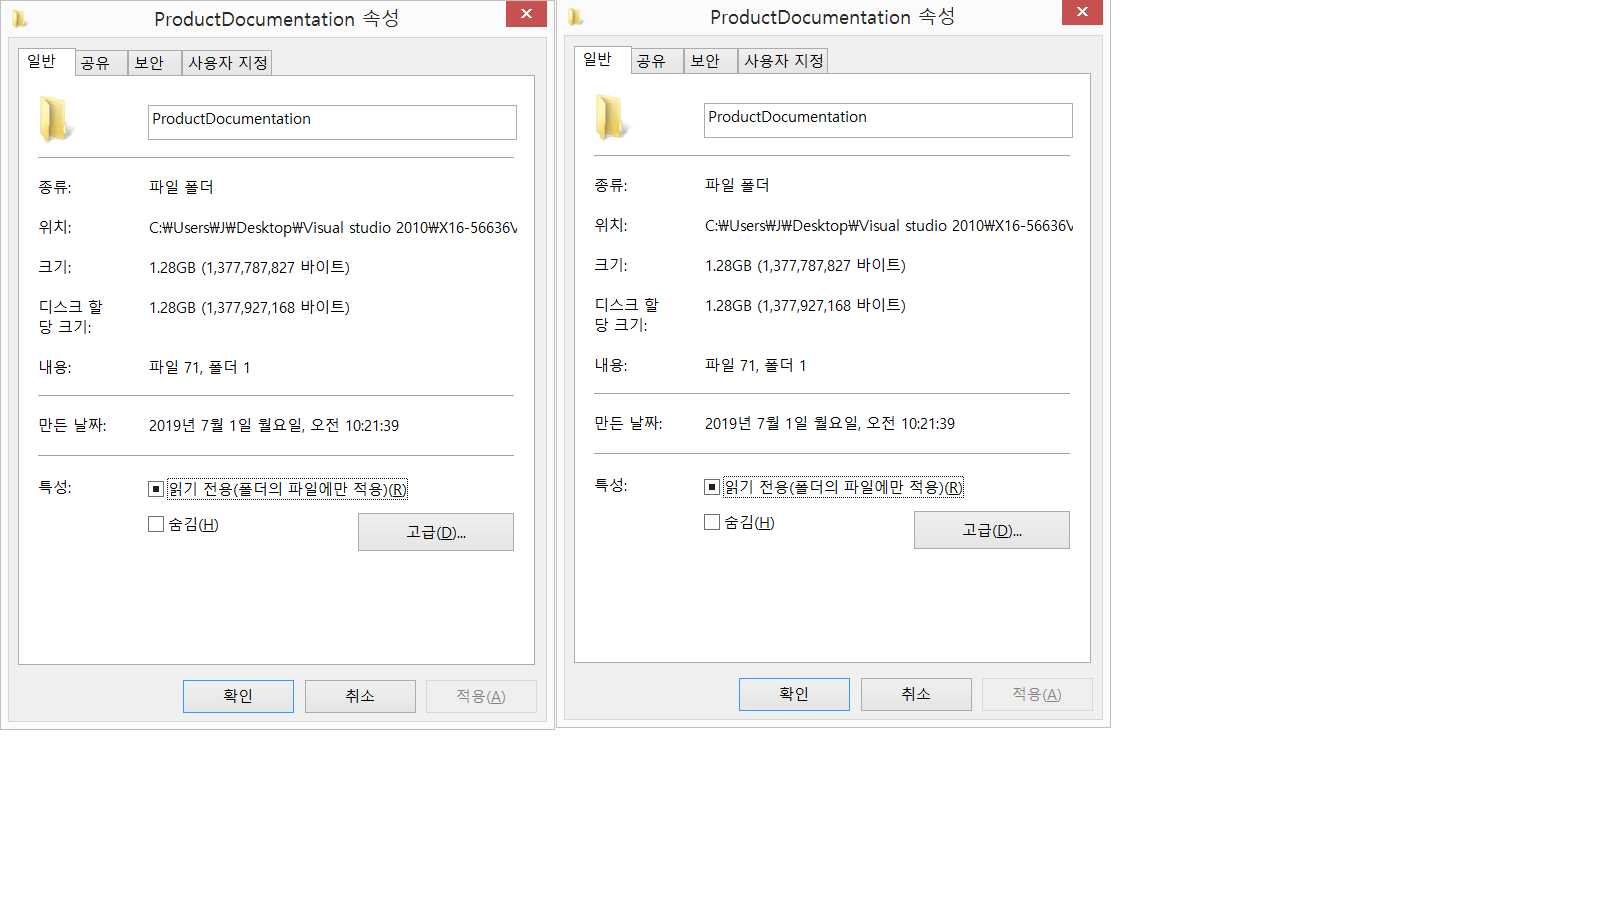 ProductDocumentation 속성
일반 공유 보안 사용자 지정
ProductDocumentation
종류: 파일 폴더
위치: C:₩Users₩J₩Desktop₩Visual studio 2010₩X16-56636V
크기: 1.28GB (1,377,787,827 바이트)
디스크 할 1.28GB (1,377,927,168 바이트)
당 크기:
내용: 파일 71, 폴더 1
만든 날짜: 2019년 7월 1일 월요일, 오전 10:21:39
특성: 읽기 전용(폴더의 파일에만 적용)(R)
숨김(H) 고급(D)...
확인 취소 적용(A)
ProductDocumentation 속성
일반 공유 보안 사용자 지정
ProductDocumentation
종류: 파일 폴더
위치: C:₩Users₩J₩Desktop₩Visual studio 2010₩X16-56636V
크기: 1.28GB (1,377,787,827 바이트)
디스크 할 1.28GB (1,377,927,168 바이트)
당 크기:
내용: 파일 71, 폴더 1
만든 날짜: 2019년 7월 1일 월요일, 오전 10:21:39
특성: 읽기 전용(폴더의 파일에만 적용)(R)
숨김(H) 고급(D)...
확인 취소 적용(A)